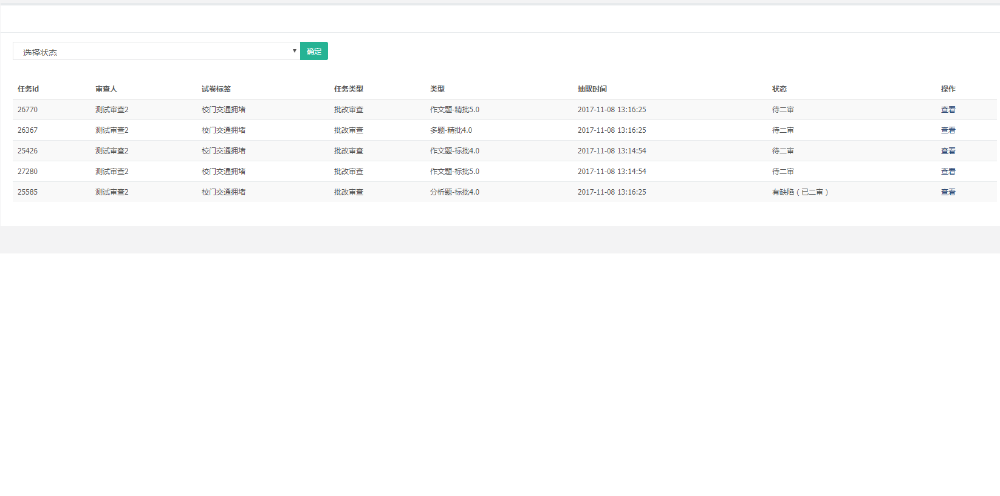 选择状态 确定
任务id 审查人 试卷标签 任务类型 类型 抽取时间 状态 操作
26770 测试审查2 校门交通拥堵 批改审查 作文题-精批5.0 2017-11-08 13:16:25 待二审 查看
26367 测试审查2 校门交通拥堵 批改审查 多题-精批4.0 2017-11-08 13:16:25 待二审 查看
25426 测试审查2 校门交通拥堵 批改审查 作文题-标批4.0 2017-11-08 13:14:54 待二审 查看
27280 测试审查2 校门交通拥堵 批改审查 作文题-标批5.0 2017-11-08 13:14:54 待二审 查看
25585 测试审查2 校门交通拥堵 批改审查 分析题-标批4.0 2017-11-08 13:16:25 有缺陷（已二审） 查看